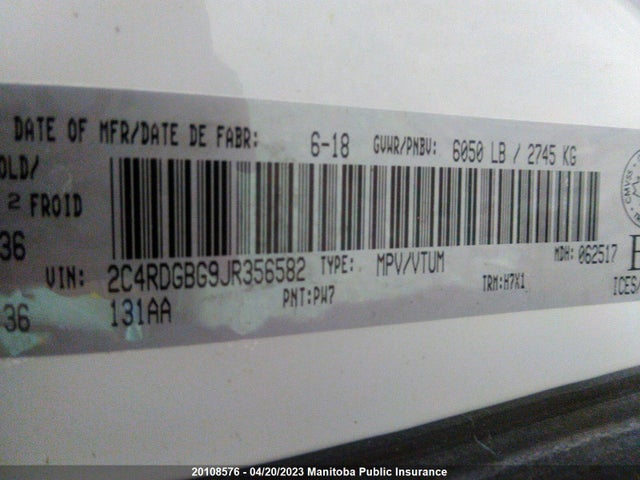 DATE OF MFR/DATE DE FABR: 6-18 GVWR/PNBV: 6050 LB / 2745 KG
OLD/
2 FROID
CMVSS
36
VIN: 2C4RDGBG9JR356582 TYPE: MPV/VTUM MDH: 062517
36 131AA PNT:PW7 TRM:H7X1 ICES/
20108576 - 04/20/2023 Manitoba Public Insurance